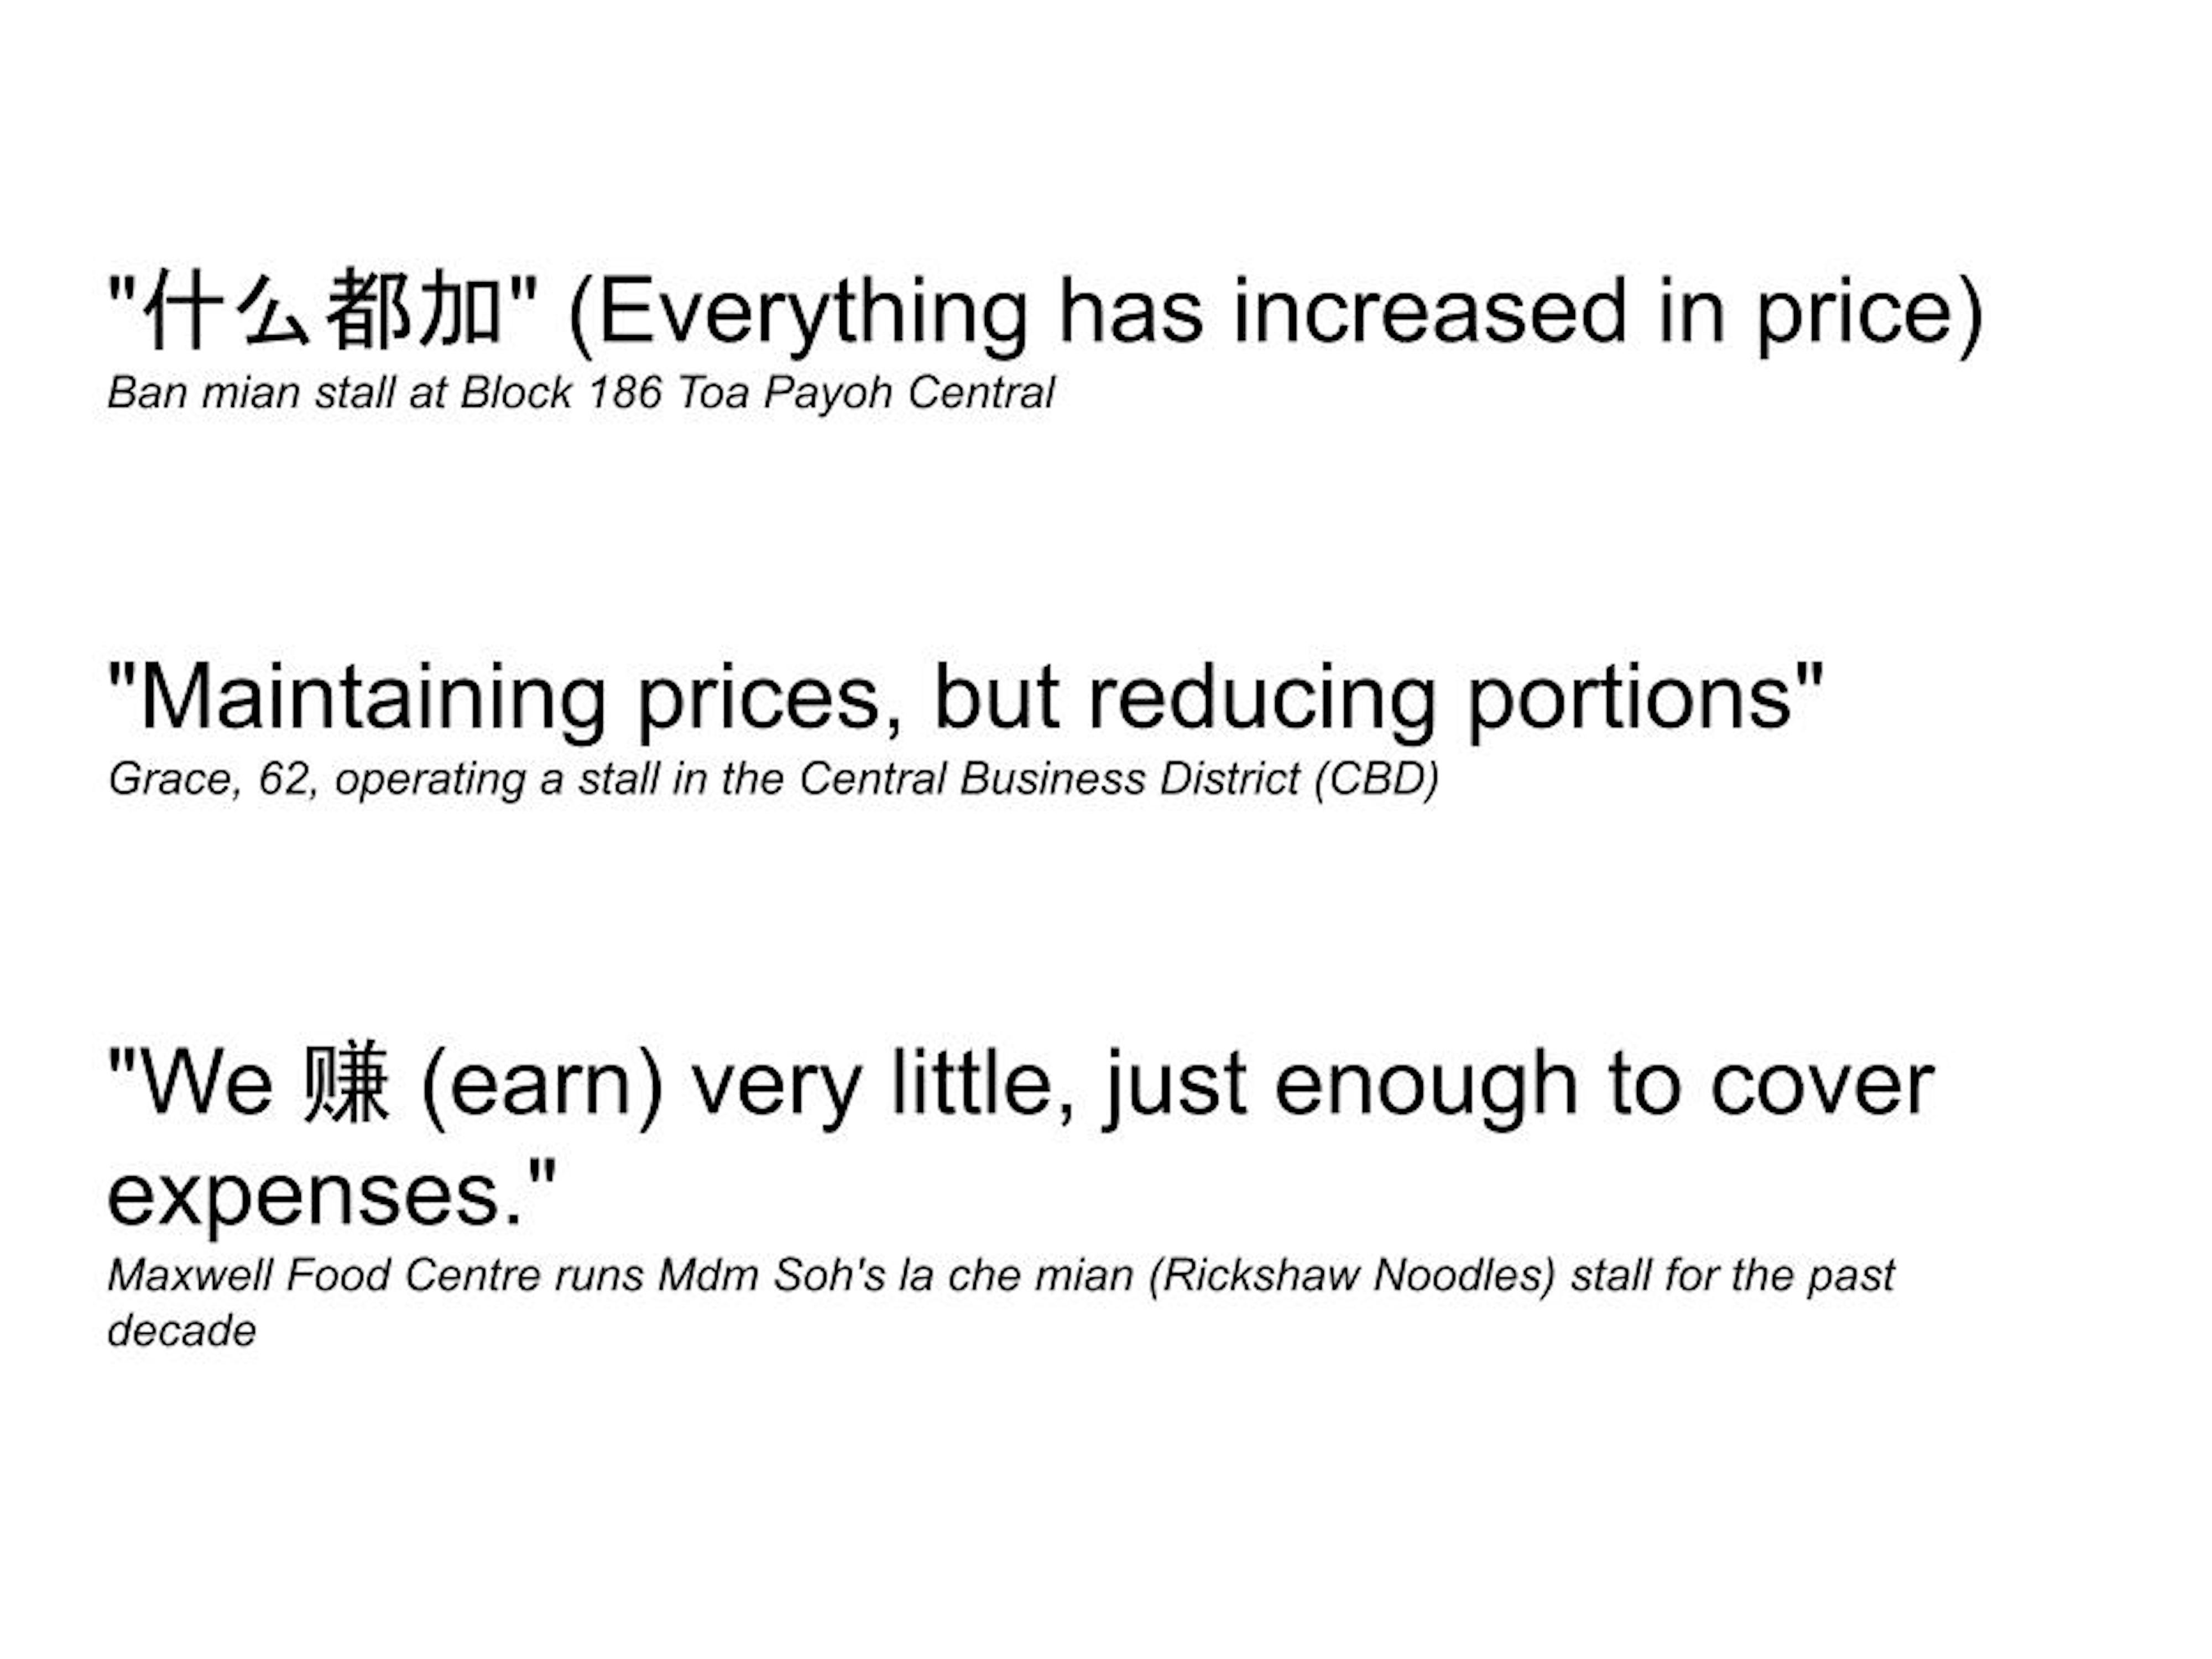 "什么都加" (Everything has increased in price)
Ban mian stall at Block 186 Toa Payoh Central
"Maintaining prices, but reducing portions"
Grace, 62, operating a stall in the Central Business District (CBD)
"We 赚 (earn) very little, just enough to cover
expenses."
Maxwell Food Centre runs Mdm Soh's la che mian (Rickshaw Noodles) stall for the past
decade